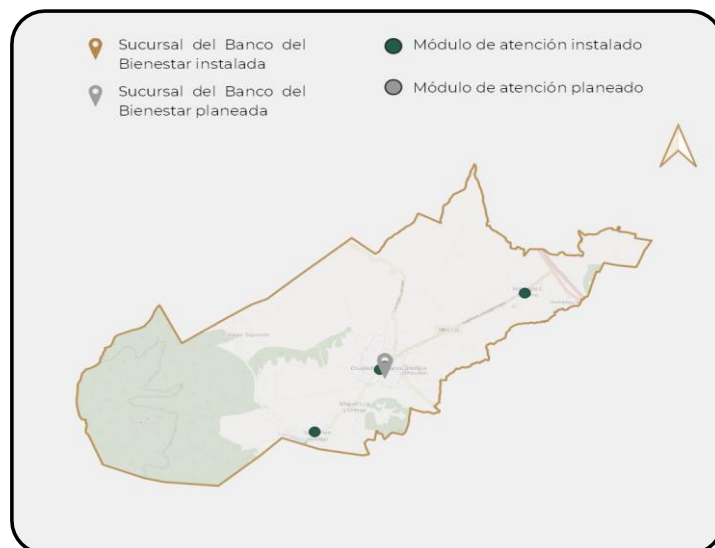 Sucursal del Banco del
Bienestar instalada
Sucursal del Banco del
Bienestar planeada
Módulo de atención instalado
Módulo de atención planeado